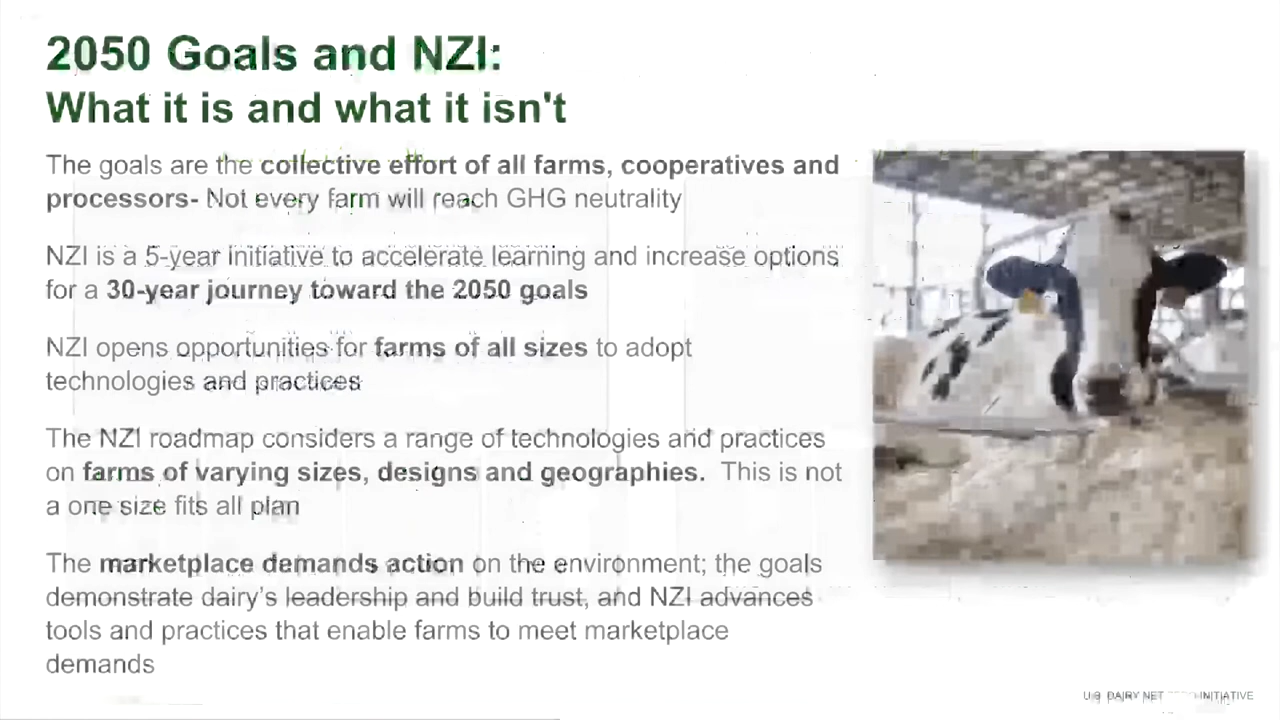 2050 Goals and NZI:
What it is and what it isn't
The goals are the collective effort of all farms, cooperatives and
processors- Not every farm will reach GHG neutrality
NZI is a 5-year initiative to accelerate learning and increase options
for a 30-year journey toward the 2050 goals
NZI opens opportunities for farms of all sizes to adopt
technologies and practices
The NZI roadmap considers a range of technologies and practices
on farms of varying sizes, designs and geographies. This is not
a one size fits all plan
The marketplace demands action on the environment; the goals
demonstrate dairy's leadership and build trust, and NZI advances
tools and practices that enable farms to meet marketplace
demands
U.S. DAIRY NET INITIATIVE